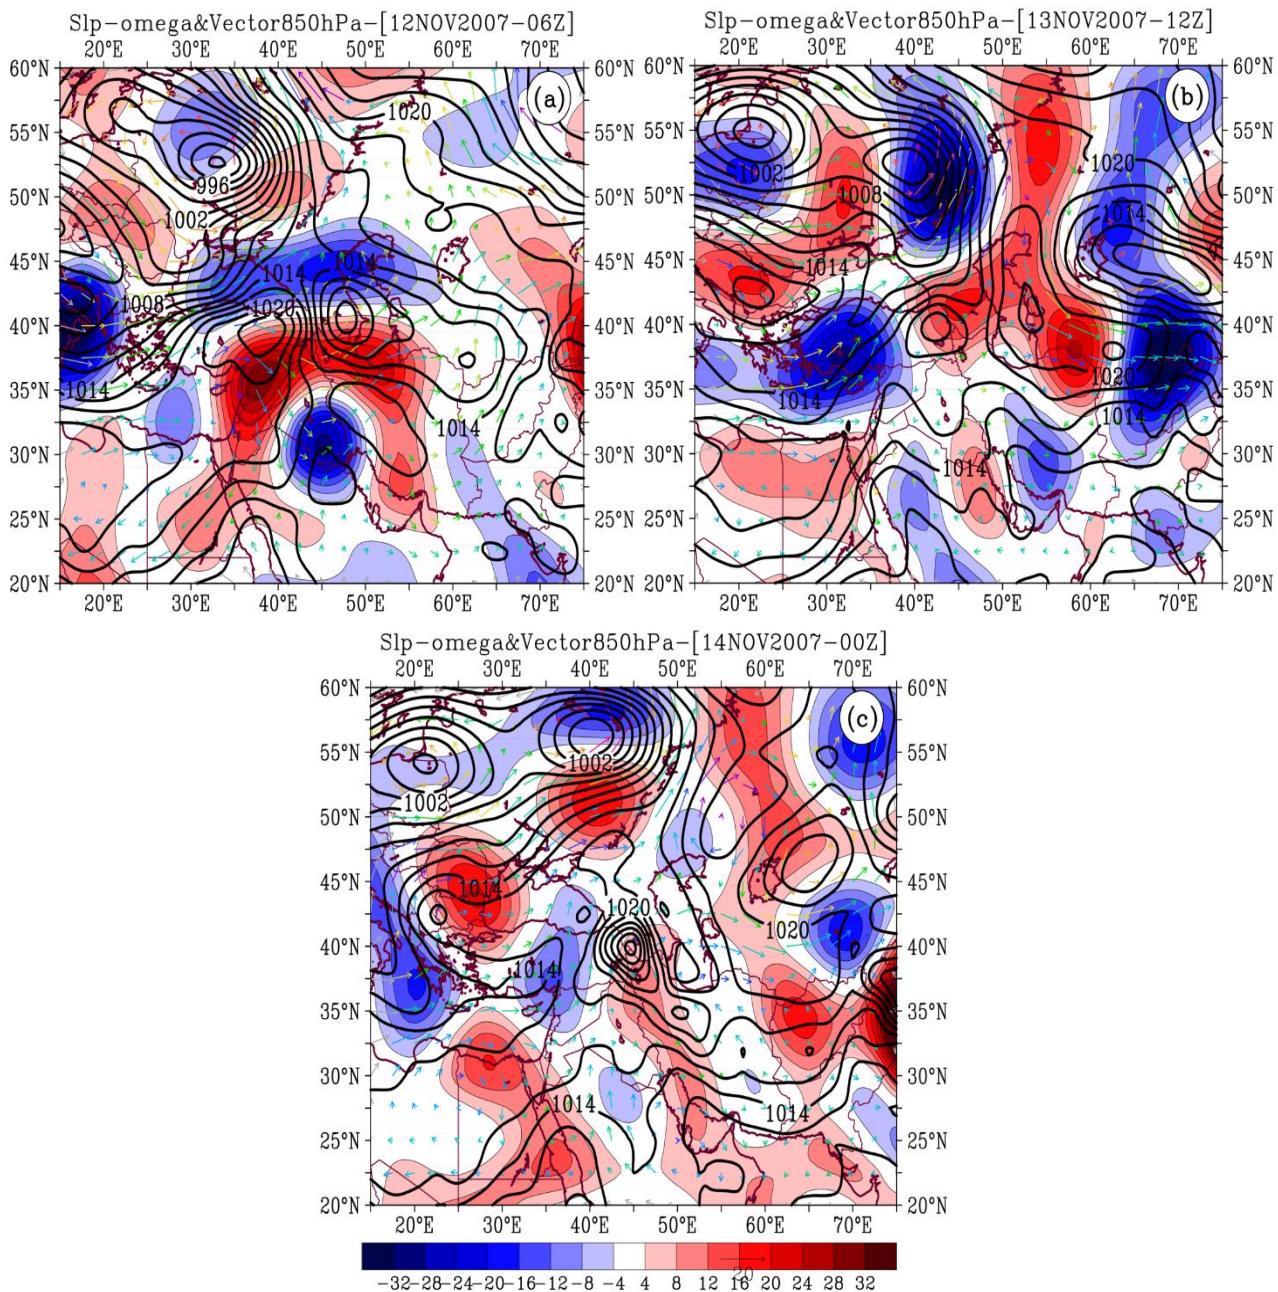 Slp-omega&Vector850hPa-[12NOV2007-06Z]
20°E 30°E 40°E 50°E 60°E 70°E
60°N 55°N 50°N 45°N 40°N 35°N 30°N 25°N 20°N
(a)
1020
996
1002
1014 1014
1008 1020
1014
1014
60°N 55°N 50°N 45°N 40°N 35°N 30°N 25°N 20°N
20°E 30°E 40°E 50°E 60°E 70°E
Slp-omega&Vector850hPa-[13NOV2007-12Z]
20°E 30°E 40°E 50°E 60°E 70°E
60°N 55°N 50°N 45°N 40°N 35°N 30°N 25°N 20°N
(b)
1002 1020
1008 1014
1014
1020
1014 1014
1014
60°N 55°N 50°N 45°N 40°N 35°N 30°N 25°N 20°N
20°E 30°E 40°E 50°E 60°E 70°E
Slp-omega&Vector850hPa-[14NOV2007-00Z]
20°E 30°E 40°E 50°E 60°E 70°E
60°N 55°N 50°N 45°N 40°N 35°N 30°N 25°N 20°N
(c)
1002
1002
1014
1020
1020
1014
1014 1014
60°N 55°N 50°N 45°N 40°N 35°N 30°N 25°N 20°N
20°E 30°E 40°E 50°E 60°E 70°E
20
-32-28-24-20-16-12 -8 -4 4 8 12 16 20 24 28 32